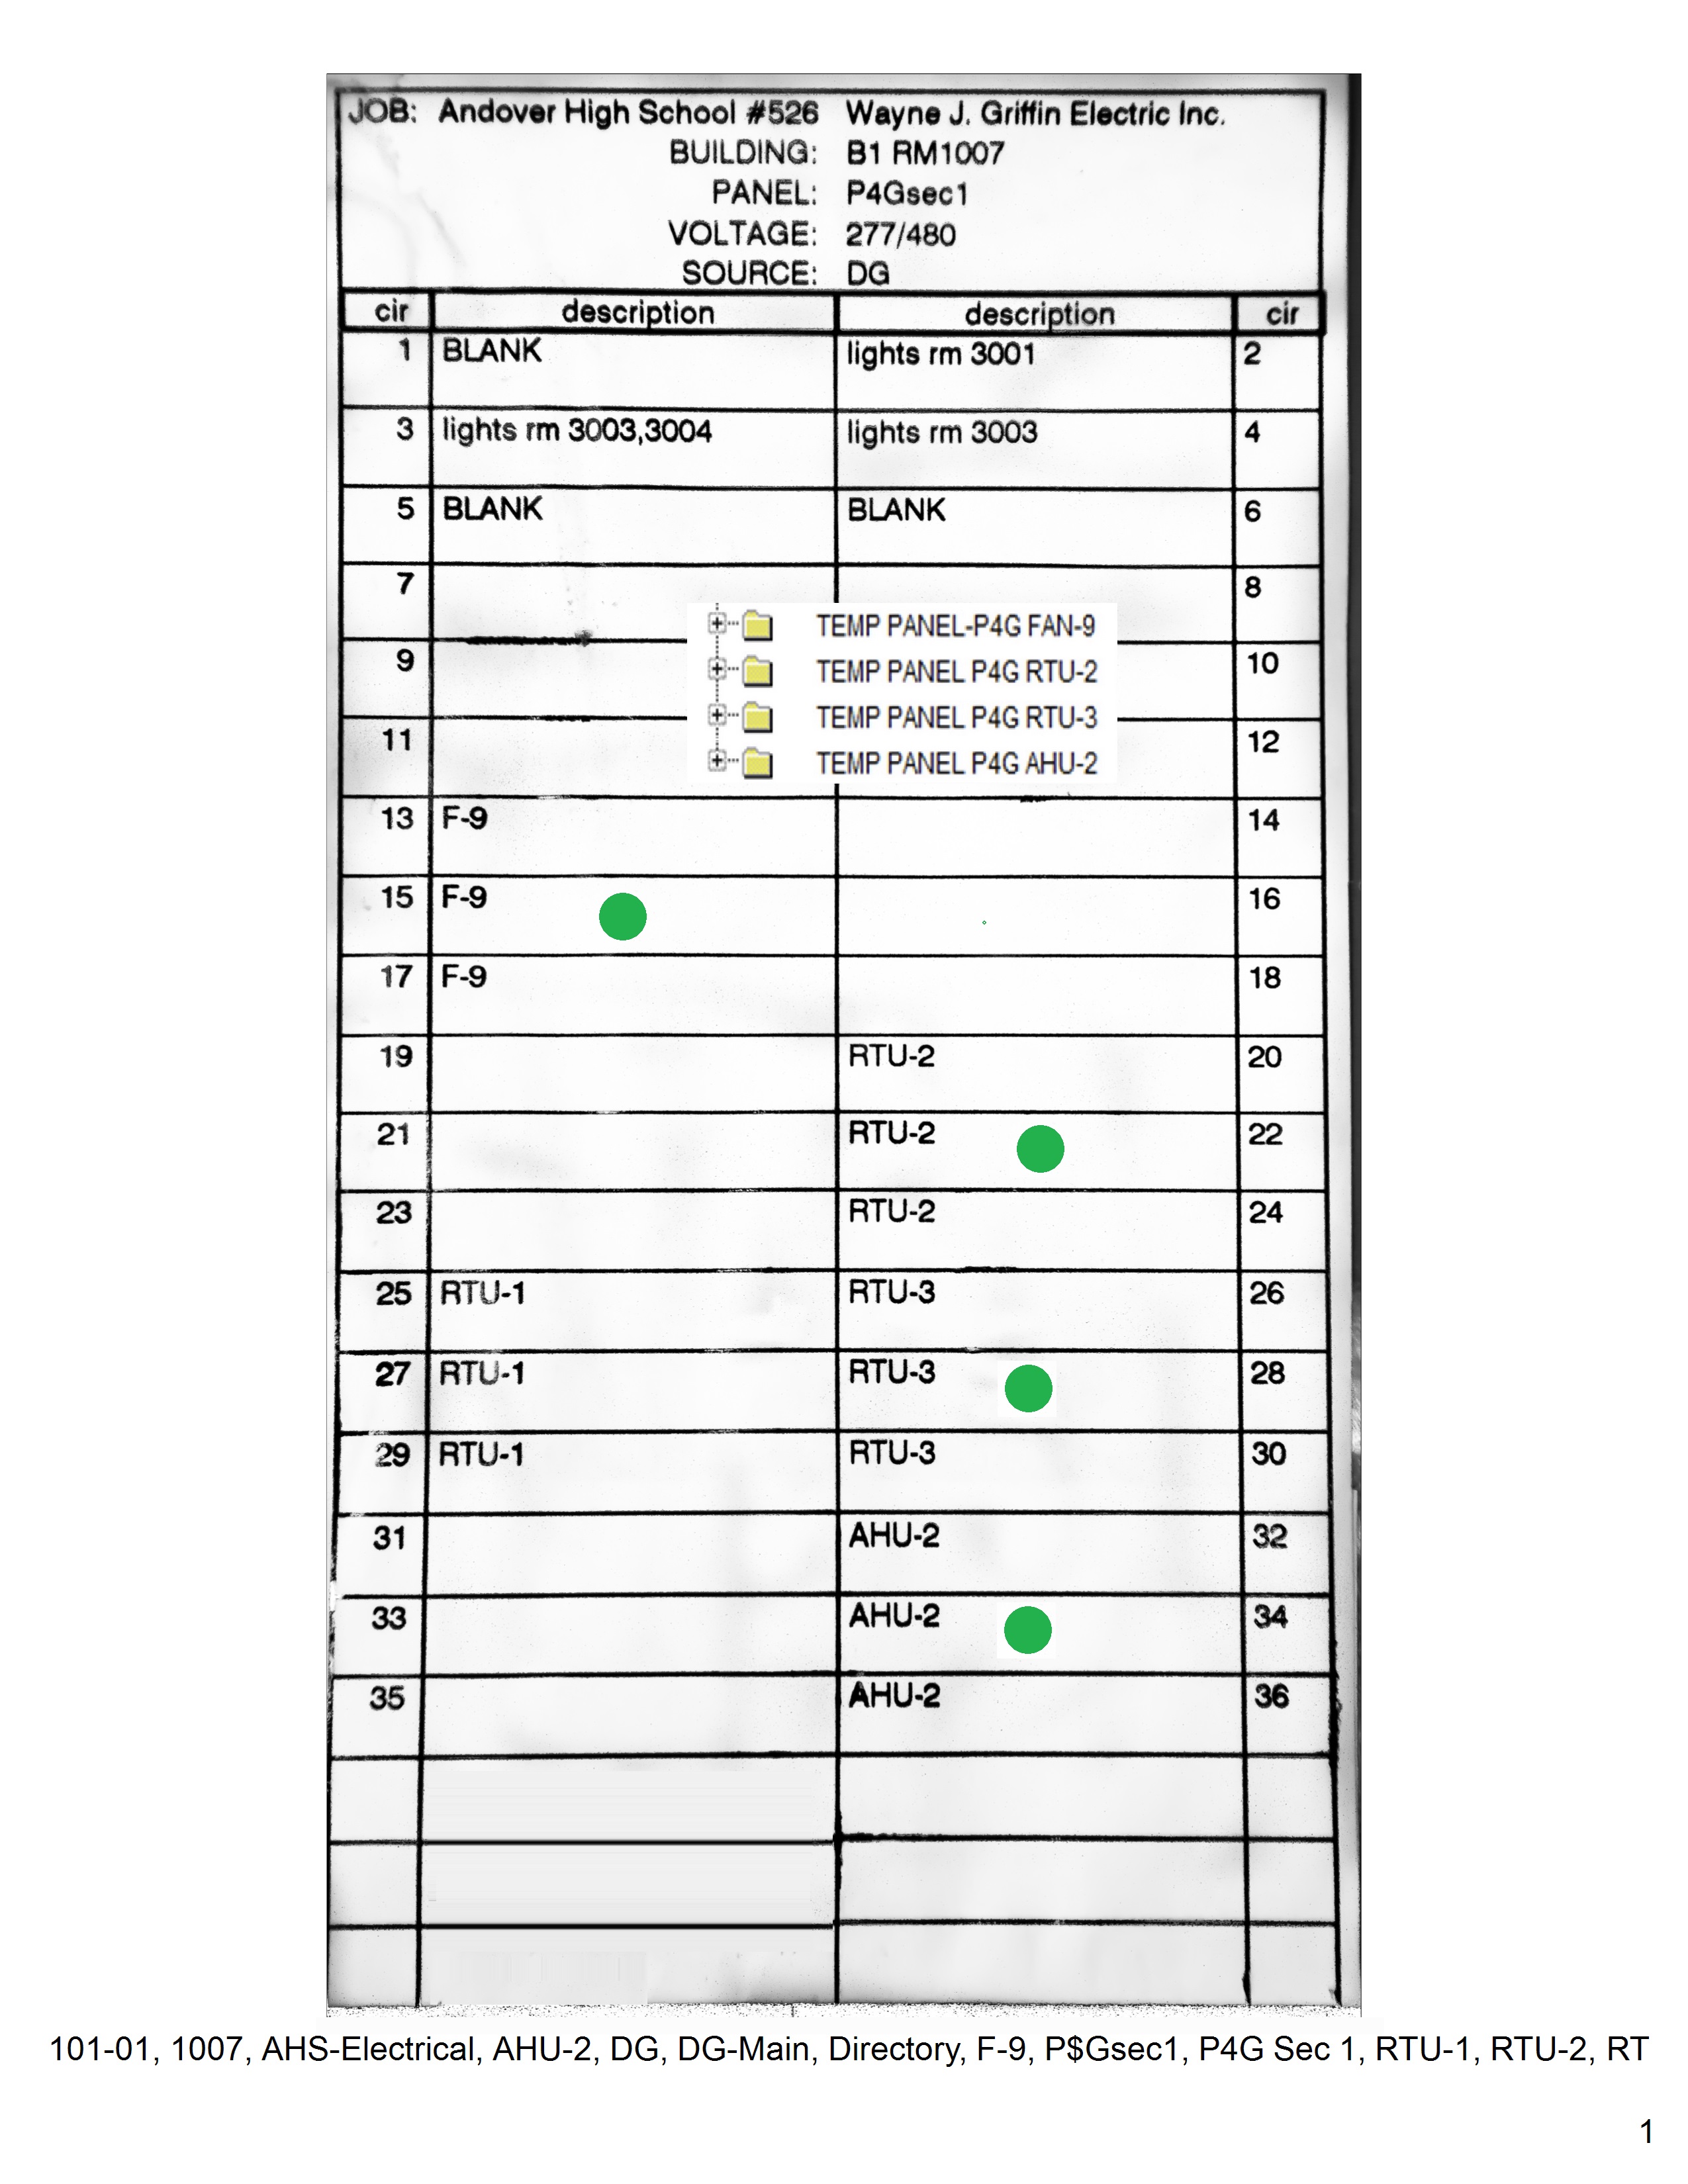 JOB: Andover High School #526 Wayne J. Griffin Electric Inc.
BUILDING: B1 RM1007
PANEL: P4Gsec1
VOLTAGE: 277/480
SOURCE: DG
cir description description cir
1 BLANK lights rm 3001 2
3 lights rm 3003,3004 lights rm 3003 4
5 BLANK BLANK 6
7 8
TEMP PANEL-P4G FAN-9
9 TEMP PANEL P4G RTU-2 10
TEMP PANEL P4G RTU-3
11 12
TEMP PANEL P4G AHU-2
13 F-9 14
15 F-9 16
17 F-9 18
19 RTU-2 20
21 RTU-2 22
23 RTU-2 24
25 RTU-1 RTU-3 26
27 RTU-1 RTU-3 28
29 RTU-1 RTU-3 30
31 AHU-2 32
33 AHU-2 34
35 AHU-2 36
101-01, 1007, AHS-Electrical, AHU-2, DG, DG-Main, Directory, F-9, P$Gsec1, P4G Sec 1, RTU-1, RTU-2, RT
1